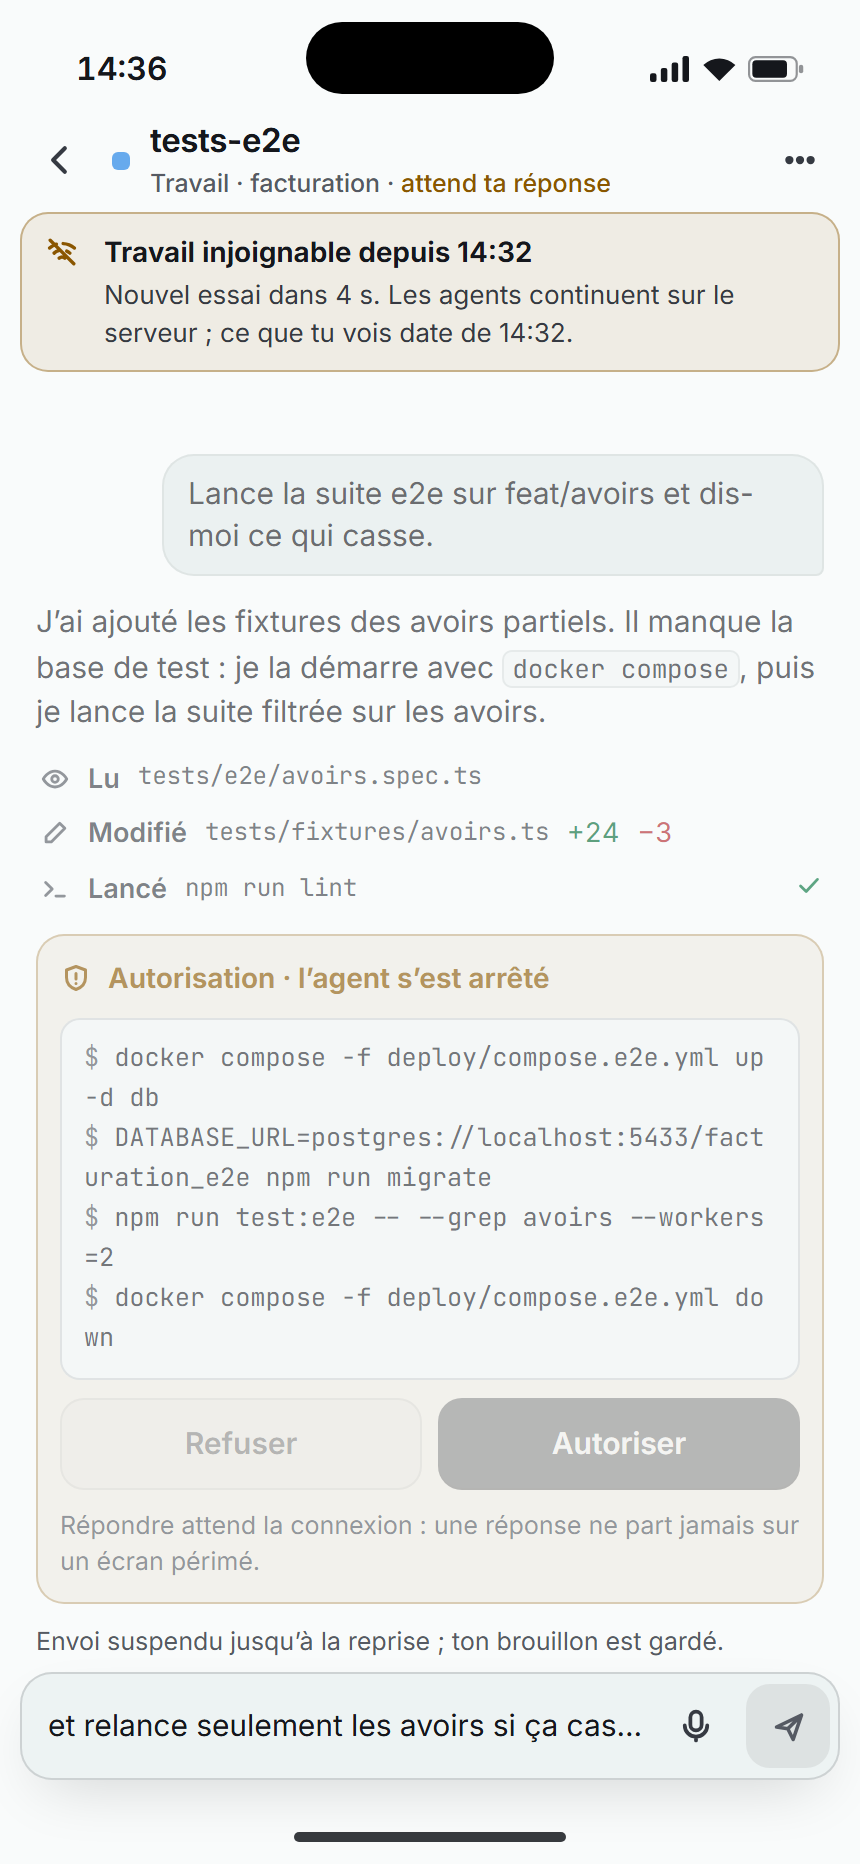 14:36
tests-e2e
Travail · facturation · attend ta réponse
Travail injoignable depuis 14:32
Nouvel essai dans 4 s. Les agents continuent sur le
serveur ; ce que tu vois date de 14:32.
Lance la suite e2e sur feat/avoirs et dis-
moi ce qui casse.
J’ai ajouté les fixtures des avoirs partiels. Il manque la
base de test : je la démarre avec docker compose, puis
je lance la suite filtrée sur les avoirs.
Lu tests/e2e/avoirs.spec.ts
Modifié tests/fixtures/avoirs.ts +24 −3
Lancé npm run lint
Autorisation · l’agent s’est arrêté
$ docker compose -f deploy/compose.e2e.yml up
-d db
$ DATABASE_URL=postgres://localhost:5433/fact
uration_e2e npm run migrate
$ npm run test:e2e -- --grep avoirs --workers
=2
$ docker compose -f deploy/compose.e2e.yml do
wn
Refuser
Autoriser
Répondre attend la connexion : une réponse ne part jamais sur
un écran périmé.
Envoi suspendu jusqu’à la reprise ; ton brouillon est gardé.
et relance seulement les avoirs si ça cas…